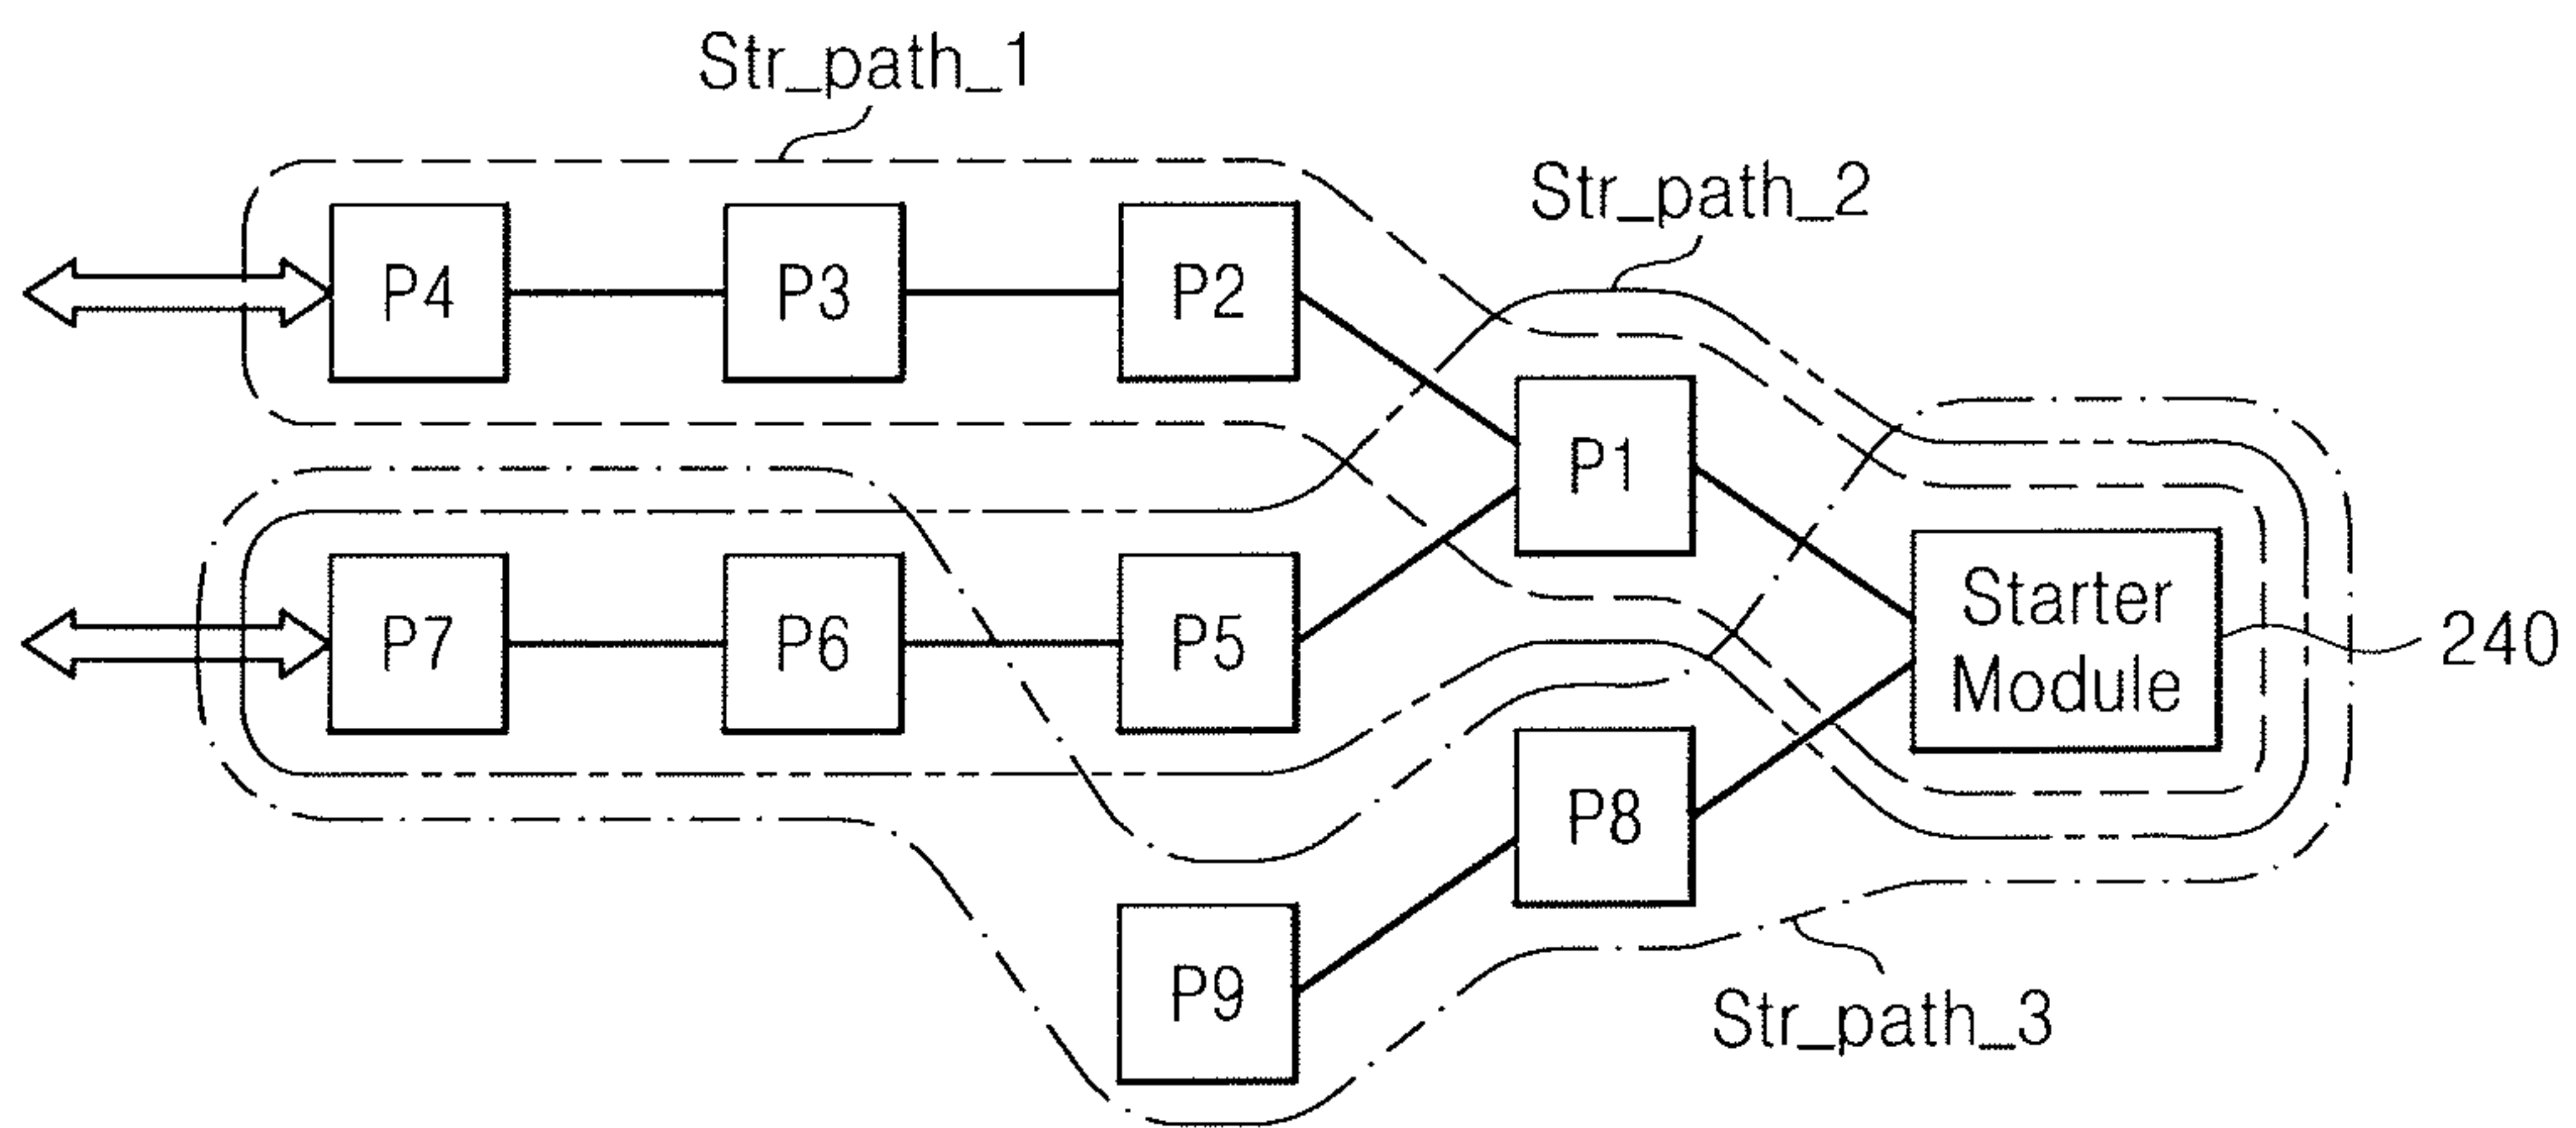 Str_path_1
Str_path_2
P4
P3
P2
P1
Starter
Module
240
P7
P6
P5
P8
P9
Str_path_3